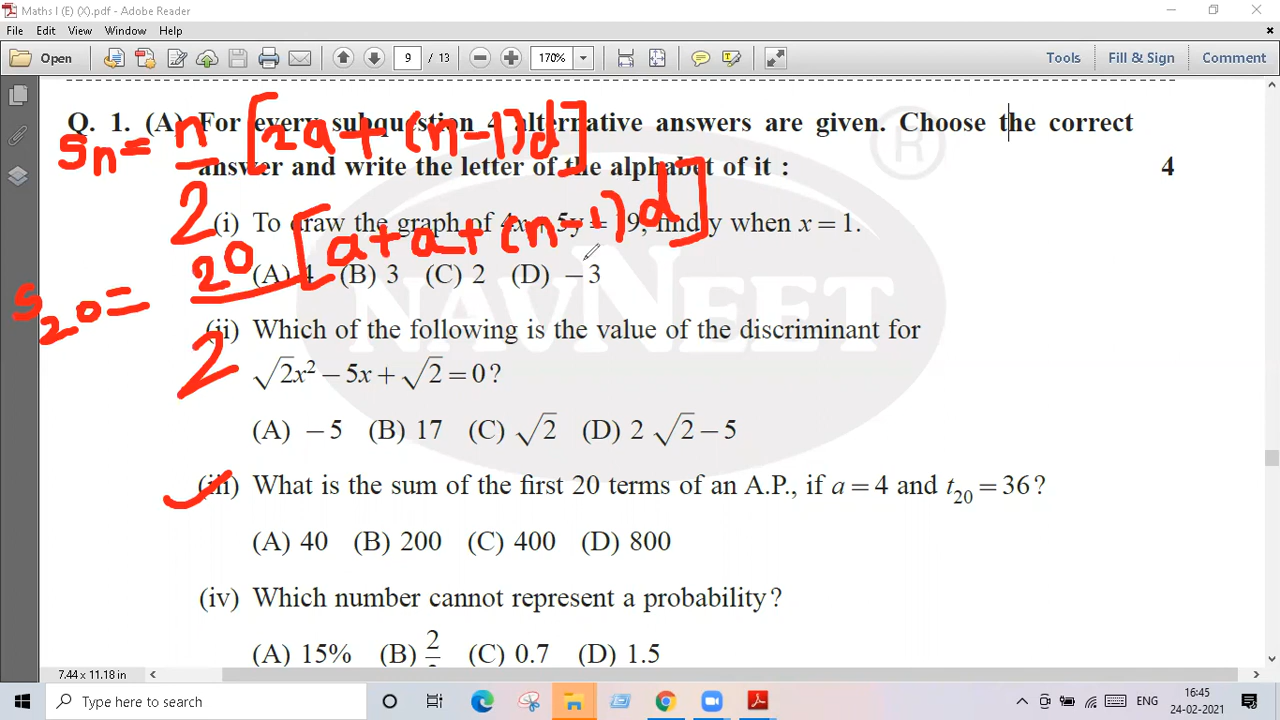 Maths I (E) (X).pdf - Adobe Reader
File Edit View Window Help
Open 9 / 13 170% Tools Fill & Sign Comment
Q. 1. (A) For every subquestion 4 alternative answers are given. Choose the correct
answer and write the letter of the alphabet of it : 4
Sn = n/2 [2a + (n-1)d]
(i) To draw the graph of 4x + 5y = 19, find y when x = 1.
(A) 4 (B) 3 (C) 2 (D) −3
S20 = 20/2 [a + a + (n-1)d]
(ii) Which of the following is the value of the discriminant for
√2x² − 5x + √2 = 0?
(A) −5 (B) 17 (C) √2 (D) 2 √2 − 5
(iii) What is the sum of the first 20 terms of an A.P., if a = 4 and t20 = 36?
(A) 40 (B) 200 (C) 400 (D) 800
(iv) Which number cannot represent a probability?
(A) 15% (B) 2 (C) 0.7 (D) 1.5
NAVNEET
R
7.44 x 11.18 in
Type here to search ENG 16:45
24-02-2021